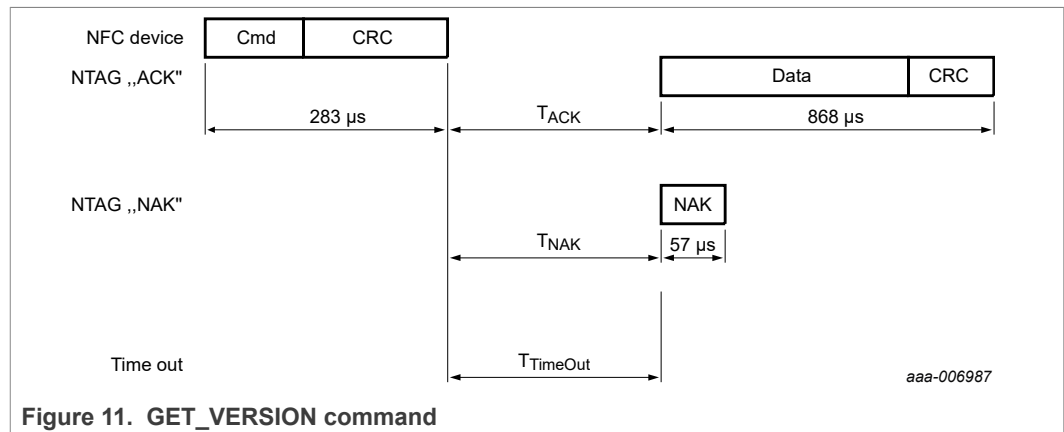 NFC device Cmd CRC
NTAG ,,ACK" Data CRC
283 µs TACK 868 µs
NTAG ,,NAK" NAK
TNAK 57 µs
Time out TTimeOut aaa-006987
Figure 11. GET_VERSION command